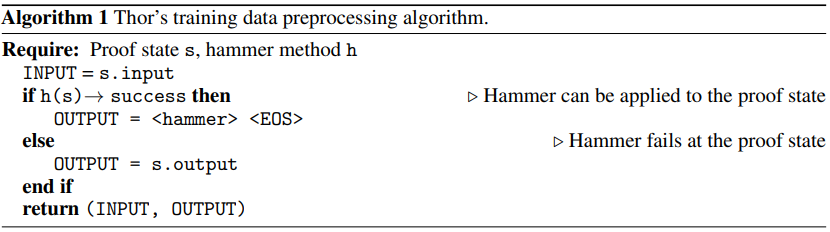 Algorithm 1 Thor's training data preprocessing algorithm.
Require: Proof state s, hammer method h
INPUT = s.input
if h(s)→ success then ▷ Hammer can be applied to the proof state
OUTPUT = <hammer> <EOS>
else ▷ Hammer fails at the proof state
OUTPUT = s.output
end if
return (INPUT, OUTPUT)